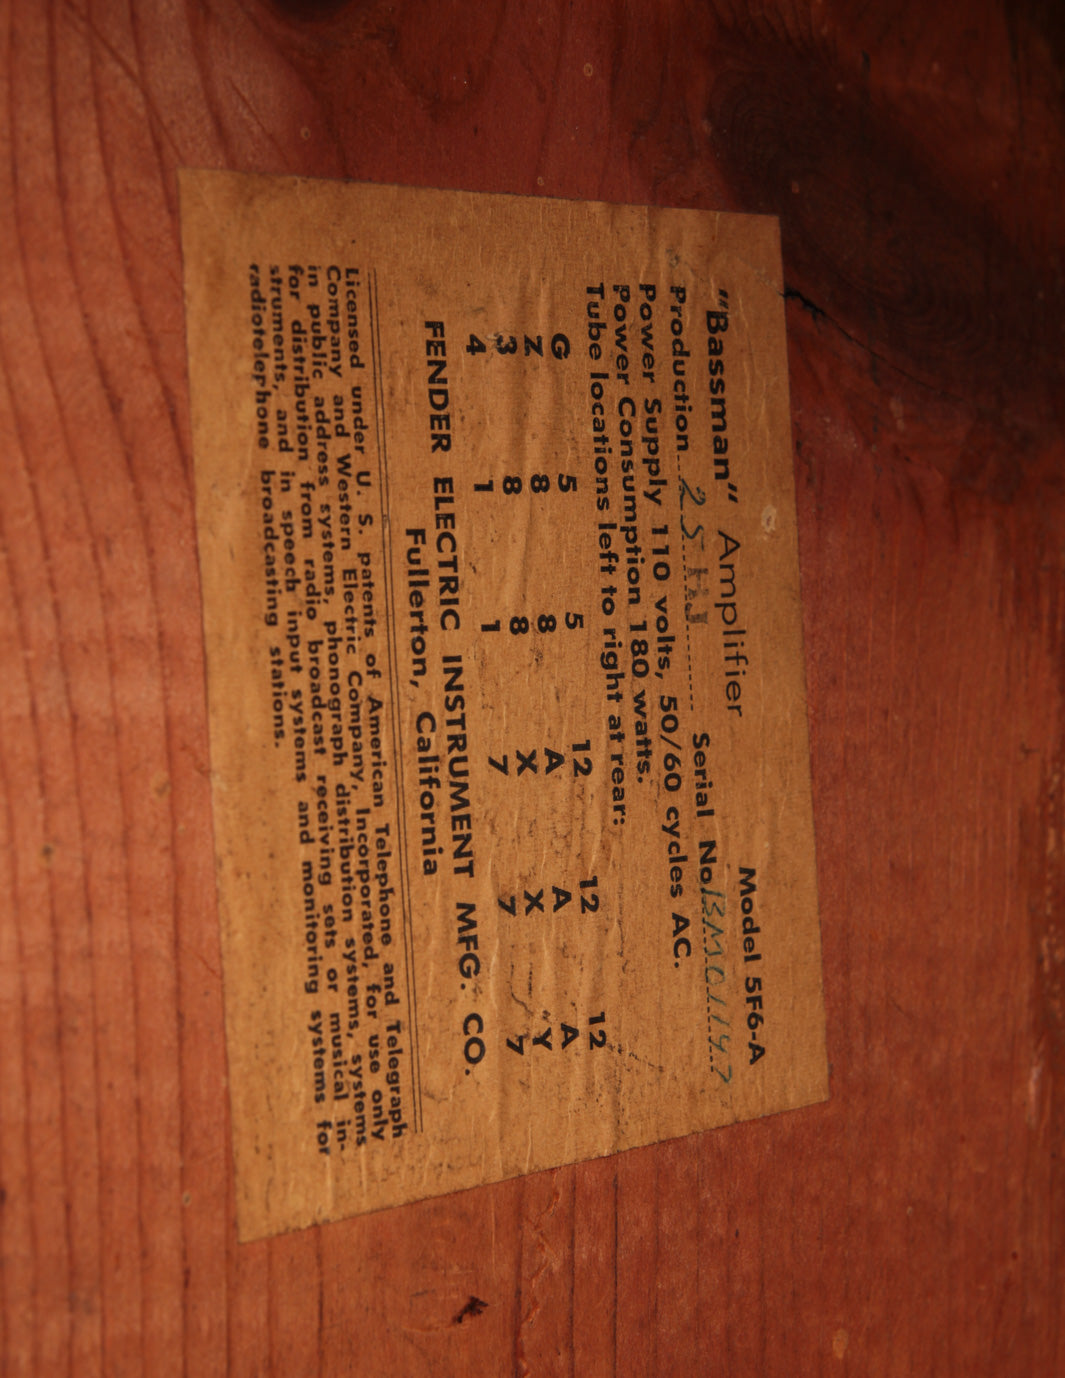 "Bassman" Amplifier Model 5F6-A
Production 25 Serial No. BM01147
Power Supply 110 volts, 50/60 cycles AC.
Power Consumption 180 watts.
Tube locations left to right at rear:
G 5 5 12 12 12
Z 8 8 A A A
3 8 8 X X Y
4 1 1 7 7 7
FENDER ELECTRIC INSTRUMENT MFG. CO.
Fullerton, California
Licensed under U. S. patents of American Telephone and Telegraph
Company and Western Electric Company, Incorporated, for use only
in public address systems, phonograph distribution systems, systems
for distribution from radio broadcast receiving sets or musical in-
struments, and in speech input systems and monitoring systems for
radiotelephone broadcasting stations.